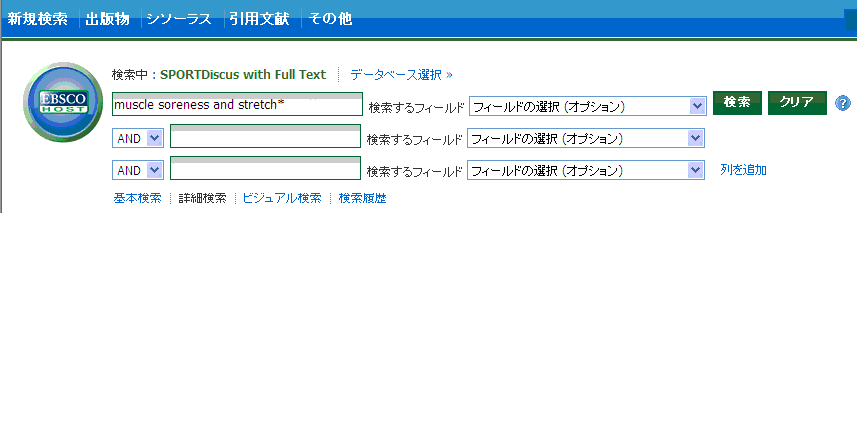 新規検索 出版物 シソーラス 引用文献 その他
検索中 : SPORTDiscus with Full Text データベース選択 »
EBSCO HOST
muscle soreness and stretch* 検索するフィールド フィールドの選択 (オプション) 検索 クリア ?
AND 検索するフィールド フィールドの選択 (オプション)
AND 検索するフィールド フィールドの選択 (オプション) 列を追加
基本検索 詳細検索 ビジュアル検索 検索履歴